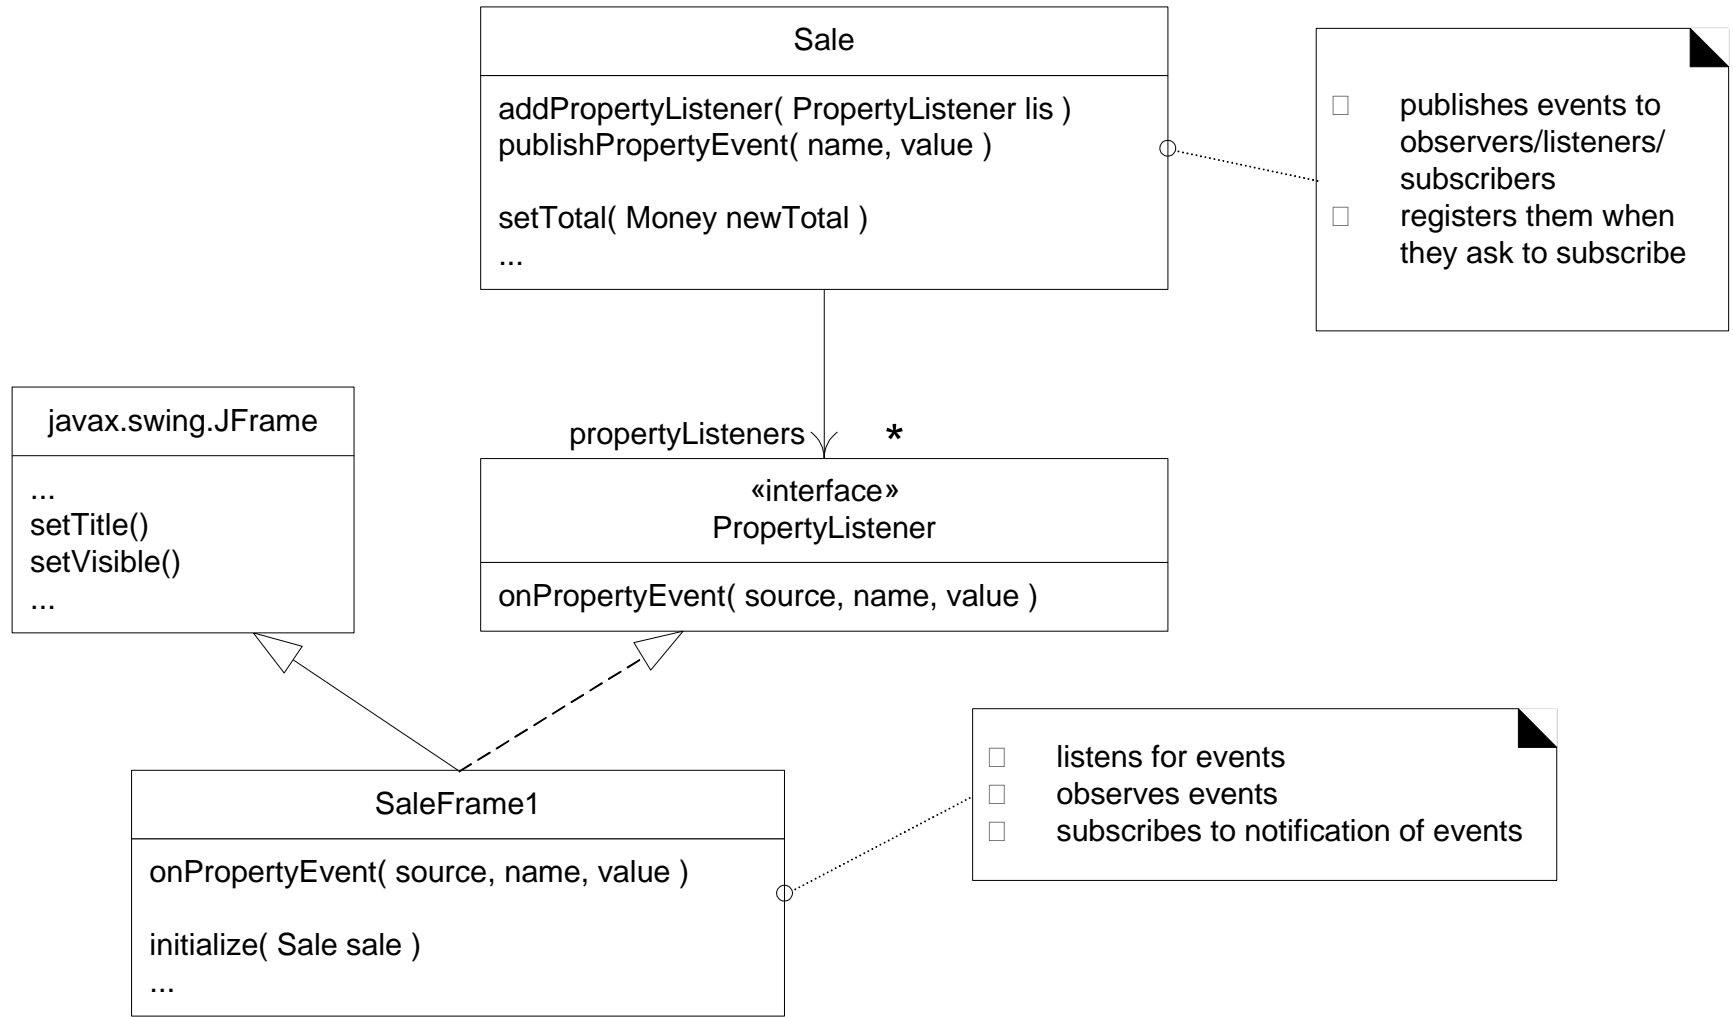 Sale
addPropertyListener( PropertyListener lis )
publishPropertyEvent( name, value )
setTotal( Money newTotal )
...
publishes events to
observers/listeners/
subscribers
registers them when
they ask to subscribe
javax.swing.JFrame
...
setTitle()
setVisible()
...
propertyListeners *
«interface»
PropertyListener
onPropertyEvent( source, name, value )
SaleFrame1
onPropertyEvent( source, name, value )
initialize( Sale sale )
...
listens for events
observes events
subscribes to notification of events